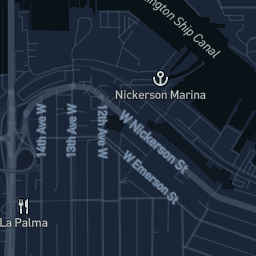 ington Ship Canal
Nickerson Marina
14th Ave W
13th Ave W
12th Ave W
W Nickerson St
W Emerson St
La Palma